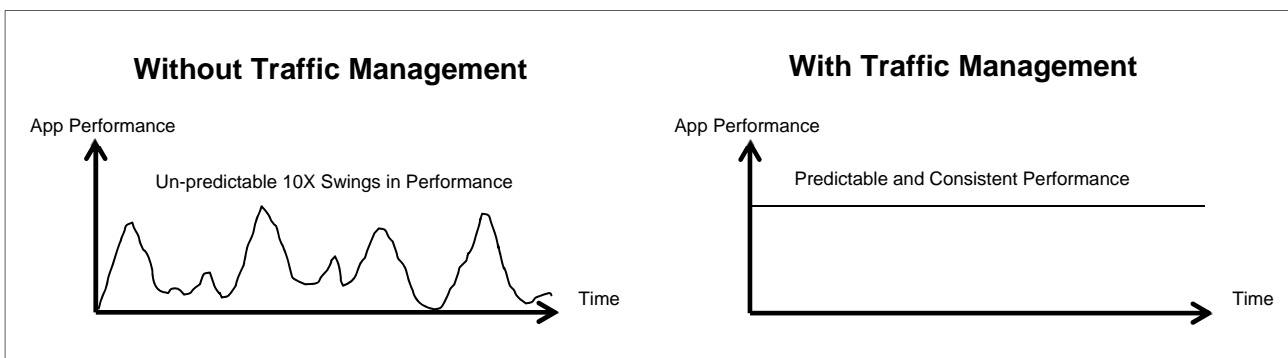 Without Traffic Management
App Performance
Un-predictable 10X Swings in Performance
Time
With Traffic Management
App Performance
Predictable and Consistent Performance
Time